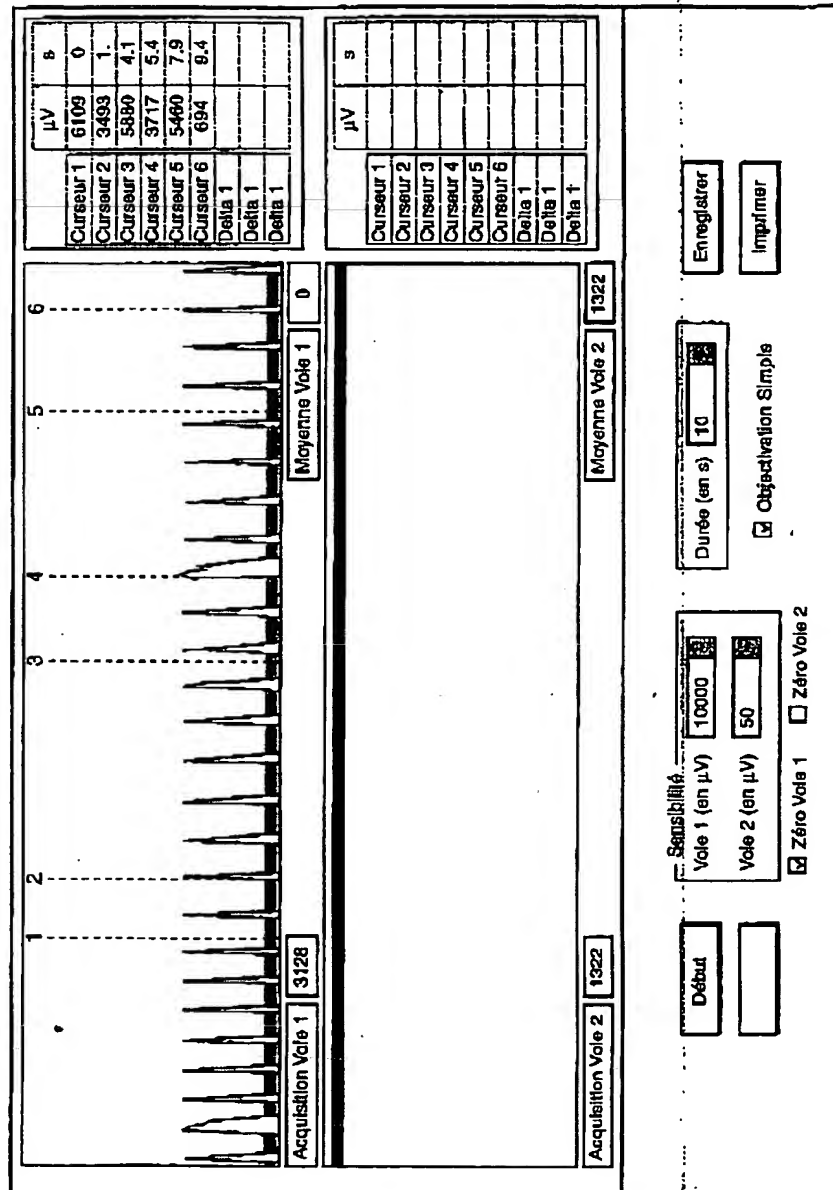 1 2 3 4 5 6
µV s
Curseur 1 6109 0
Curseur 2 3493 1.
Curseur 3 5880 4.1
Curseur 4 3717 5.4
Curseur 5 5460 7.9
Curseur 6 694 9.4
Delta 1
Delta 1
Delta 1
Acquisition Voie 1 3128
Moyenne Voie 1 0
µV s
Curseur 1
Curseur 2
Curseur 3
Curseur 4
Curseur 5
Curseur 6
Delta 1
Delta 1
Delta 1
Acquisition Voie 2 1322
Moyenne Voie 2 1322
Début
Sensibilité
Voie 1 (en µV) 10000
Voie 2 (en µV) 50
Zéro Voie 1
Zéro Voie 2
Durée (en s) 10
Objectivation Simple
Enregistrer
Imprimer